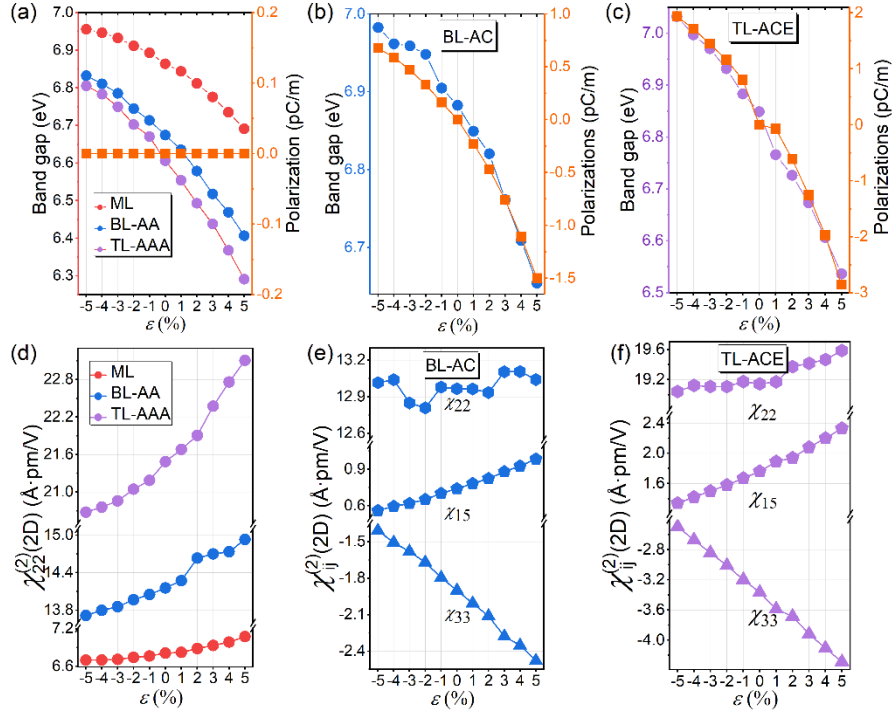 (a)
7.0
6.9
6.8
6.7
6.6
6.5
6.4
6.3
Band gap (eV)
ML
BL-AA
TL-AAA
-5 -4 -3 -2 -1 0 1 2 3 4 5
ε (%)
0.2
0.1
0.0
-0.1
-0.2
Polarization (pC/m)
(b)
BL-AC
7.0
6.9
6.8
6.7
Band gap (eV)
-5 -4 -3 -2 -1 0 1 2 3 4 5
ε (%)
1.0
0.5
0.0
-0.5
-1.0
-1.5
Polarizations (pC/m)
(c)
TL-ACE
7.0
6.9
6.8
6.7
6.6
6.5
Band gap (eV)
-5 -4 -3 -2 -1 0 1 2 3 4 5
ε (%)
2
1
0
-1
-2
-3
Polarizations (pC/m)
(d)
ML
BL-AA
TL-AAA
22.8
22.2
21.6
21.0
15.0
14.4
13.8
7.2
6.6
χ22(2)(2D) (Å·pm/V)
-5 -4 -3 -2 -1 0 1 2 3 4 5
ε (%)
(e)
BL-AC
13.2
12.9
12.6
0.9
0.6
-1.5
-1.8
-2.1
-2.4
χij(2)(2D) (Å·pm/V)
χ22
χ15
χ33
-5 -4 -3 -2 -1 0 1 2 3 4 5
ε (%)
(f)
TL-ACE
19.6
19.2
2.4
2.0
1.6
-2.8
-3.2
-3.6
-4.0
χij(2)(2D) (Å·pm/V)
χ22
χ15
χ33
-5 -4 -3 -2 -1 0 1 2 3 4 5
ε (%)